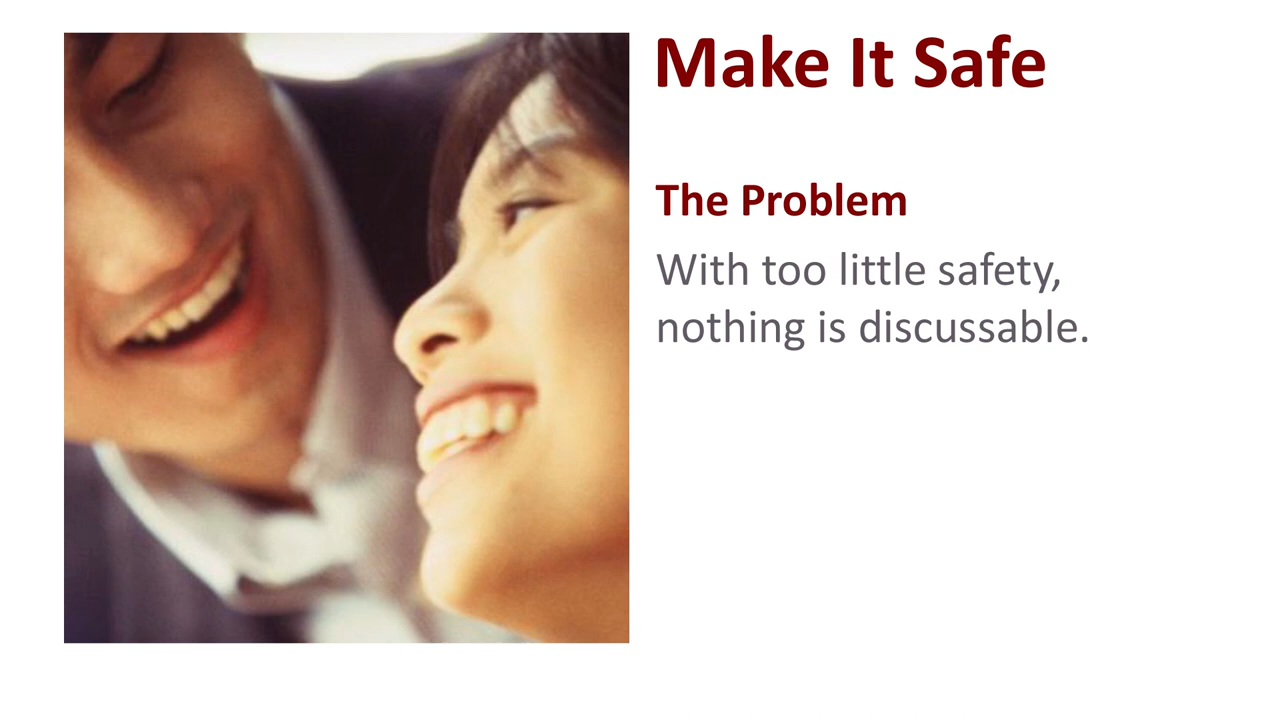 Make It Safe
The Problem
With too little safety,
nothing is discussable.